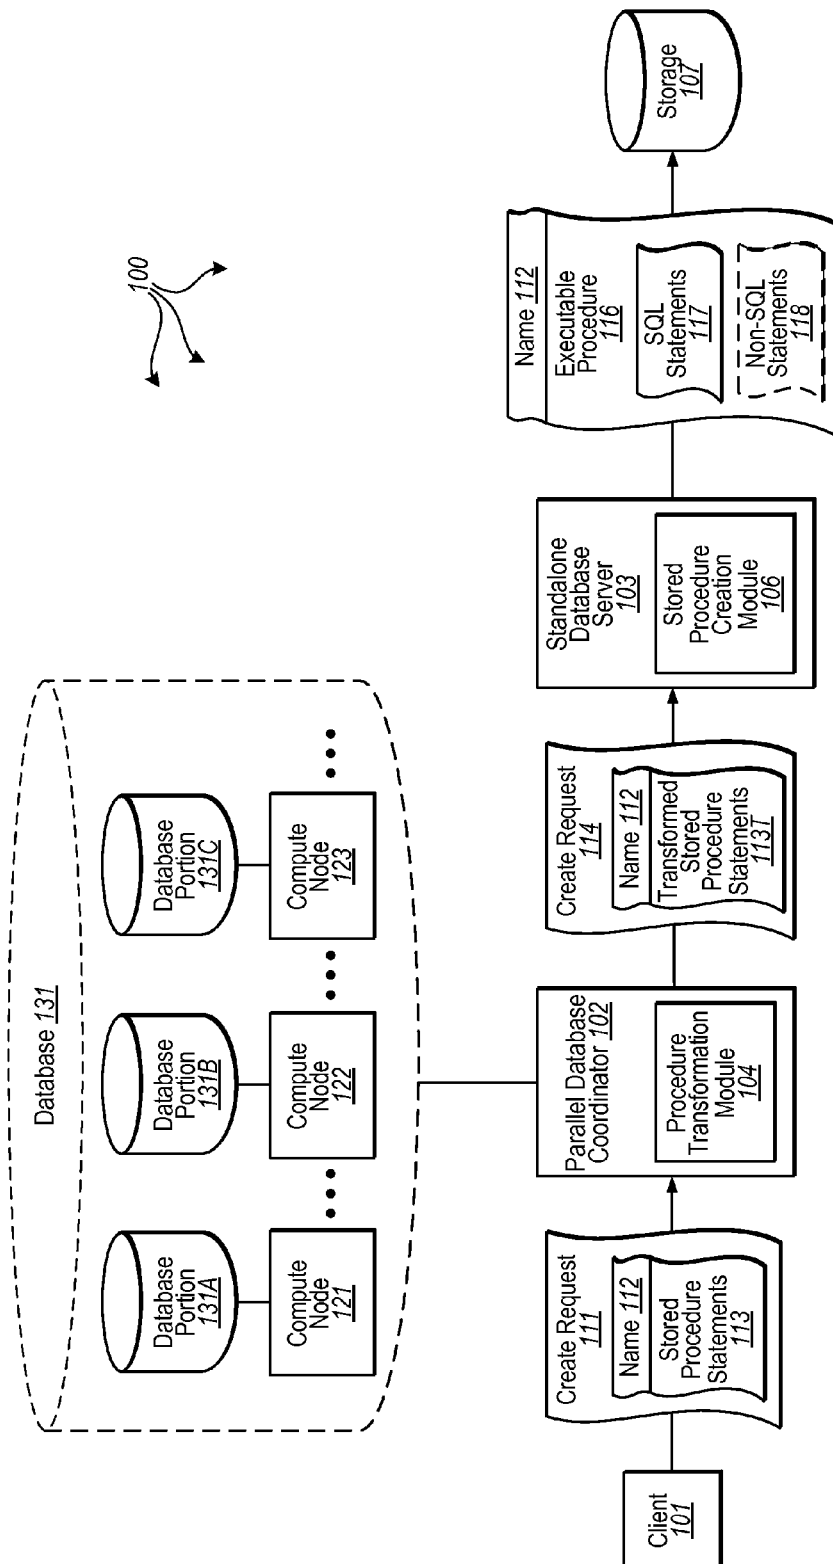 100
Database 131
Database
Portion
131A
Database
Portion
131B
Database
Portion
131C
Compute
Node
121
Compute
Node
122
Compute
Node
123
Client
101
Create Request
111
Name 112
Stored
Procedure
Statements
113
Parallel Database
Coordinator 102
Procedure
Transformation
Module
104
Create Request
114
Name 112
Transformed
Stored
Procedure
Statements
113T
Standalone
Database
Server
103
Stored
Procedure
Creation
Module
106
Name 112
Executable
Procedure
116
SQL
Statements
117
Non-SQL
Statements
118
Storage
107